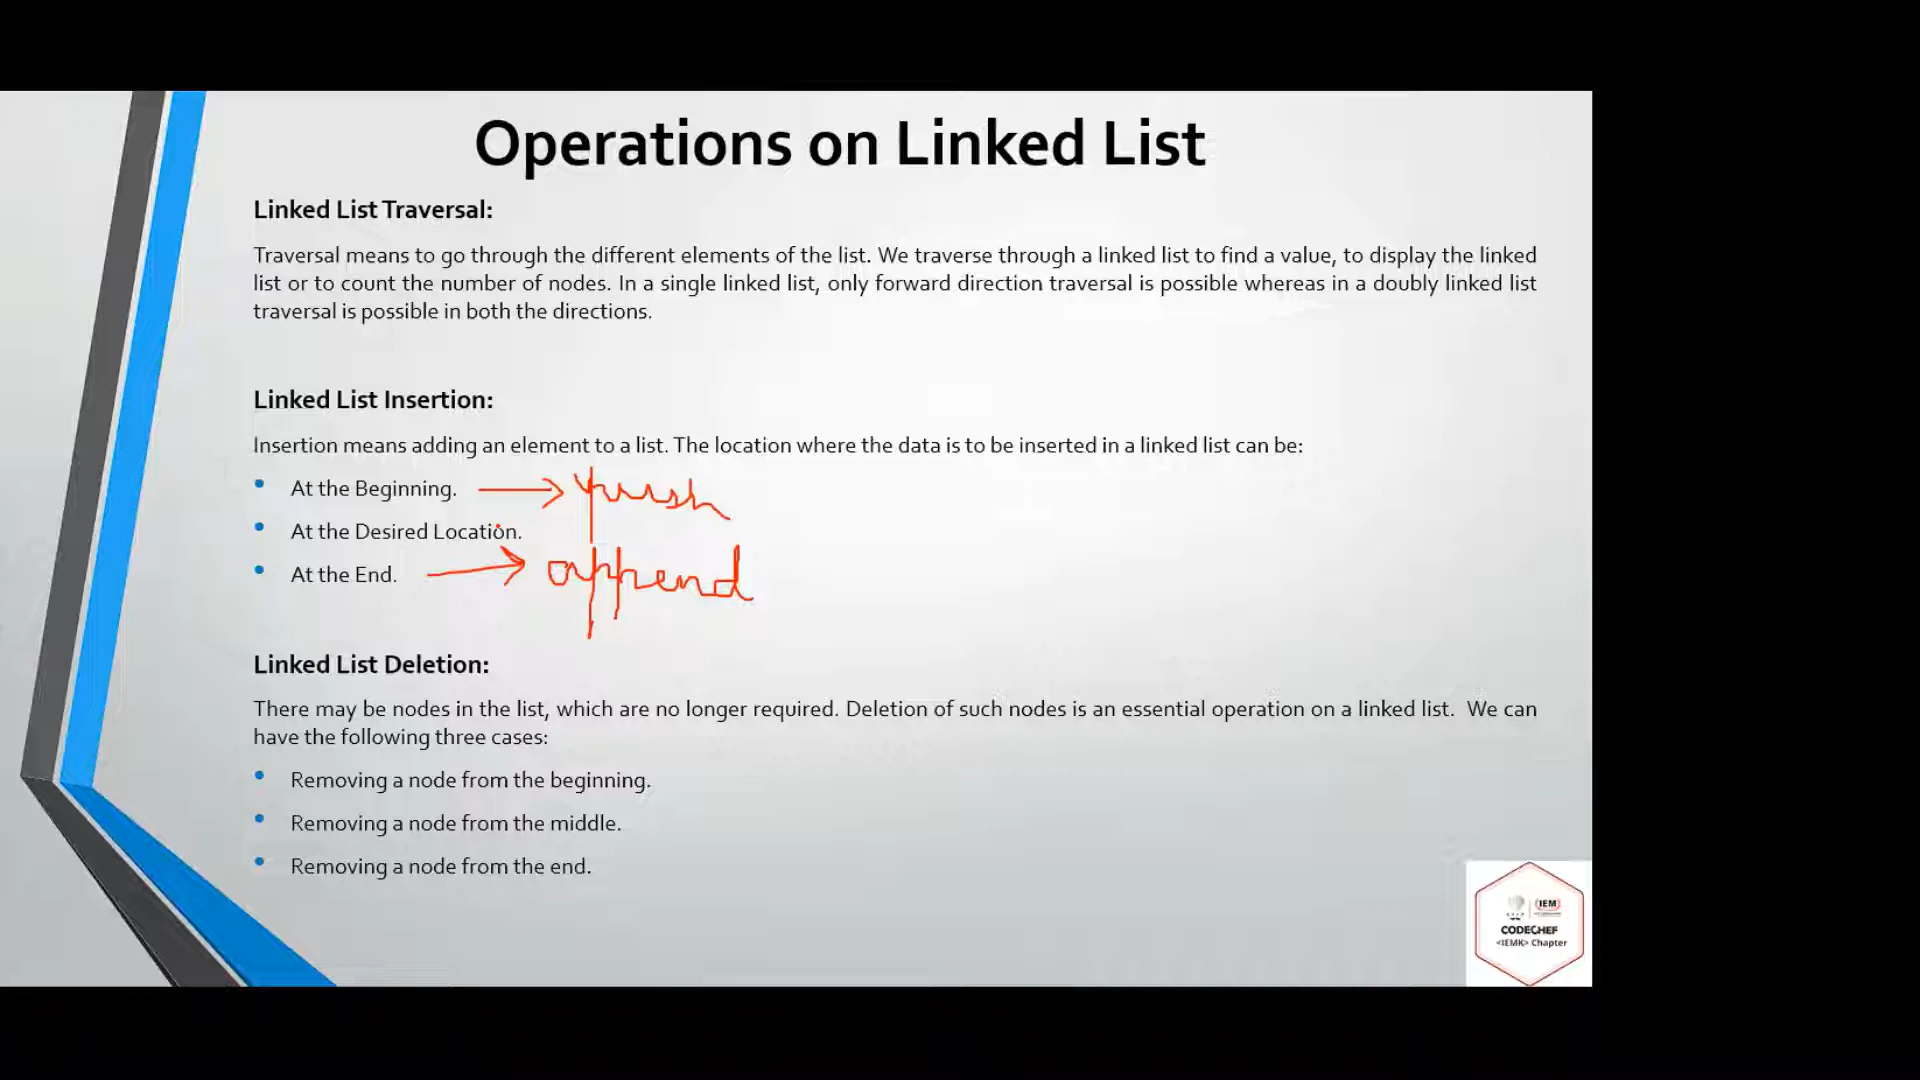 Operations on Linked List
Linked List Traversal:
Traversal means to go through the different elements of the list. We traverse through a linked list to find a value, to display the linked
list or to count the number of nodes. In a single linked list, only forward direction traversal is possible whereas in a doubly linked list
traversal is possible in both the directions.
Linked List Insertion:
Insertion means adding an element to a list. The location where the data is to be inserted in a linked list can be:
• At the Beginning. → push
• At the Desired Location.
• At the End. → append
Linked List Deletion:
There may be nodes in the list, which are no longer required. Deletion of such nodes is an essential operation on a linked list. We can
have the following three cases:
• Removing a node from the beginning.
• Removing a node from the middle.
• Removing a node from the end.
IEM
CODECHEF
<IEMK> Chapter